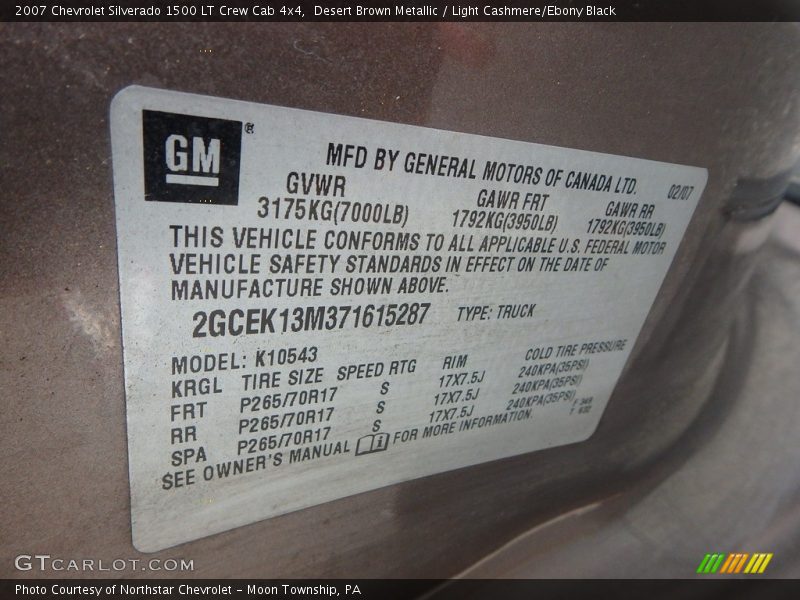 2007 Chevrolet Silverado 1500 LT Crew Cab 4x4, Desert Brown Metallic / Light Cashmere/Ebony Black
GM®
MFD BY GENERAL MOTORS OF CANADA LTD. 02/07
GVWR GAWR FRT GAWR RR
3175KG(7000LB) 1792KG(3950LB) 1792KG(3950LB)
THIS VEHICLE CONFORMS TO ALL APPLICABLE U.S. FEDERAL MOTOR
VEHICLE SAFETY STANDARDS IN EFFECT ON THE DATE OF
MANUFACTURE SHOWN ABOVE.
2GCEK13M371615287 TYPE: TRUCK
MODEL: K10543
KRGL TIRE SIZE SPEED RTG RIM COLD TIRE PRESSURE
FRT P265/70R17 S 17X7.5J 240KPA(35PSI)
RR P265/70R17 S 17X7.5J 240KPA(35PSI)
SPA P265/70R17 S 17X7.5J 240KPA(35PSI)
SEE OWNER'S MANUAL FOR MORE INFORMATION.
GTCARLOT.COM
Photo Courtesy of Northstar Chevrolet - Moon Township, PA